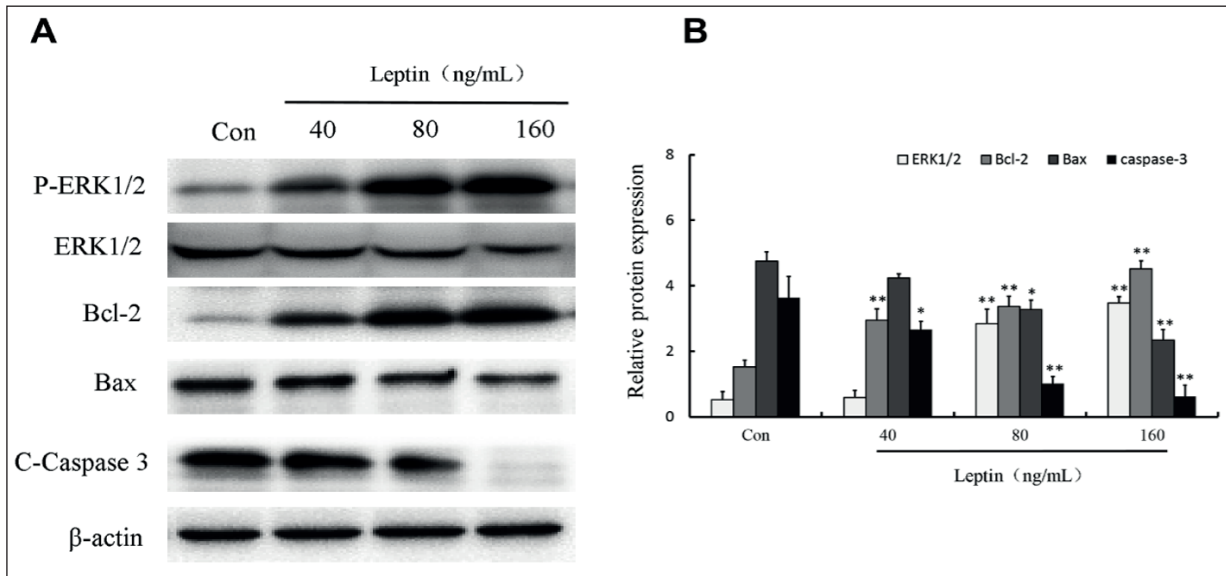 A
Leptin（ng/mL）
Con 40 80 160
P-ERK1/2
ERK1/2
Bcl-2
Bax
C-Caspase 3
β-actin
B
ERK1/2 Bcl-2 Bax caspase-3
Relative protein expression
8
6
4
2
0
** *
** ** * **
** ** ** **
Con 40 80 160
Leptin（ng/mL）